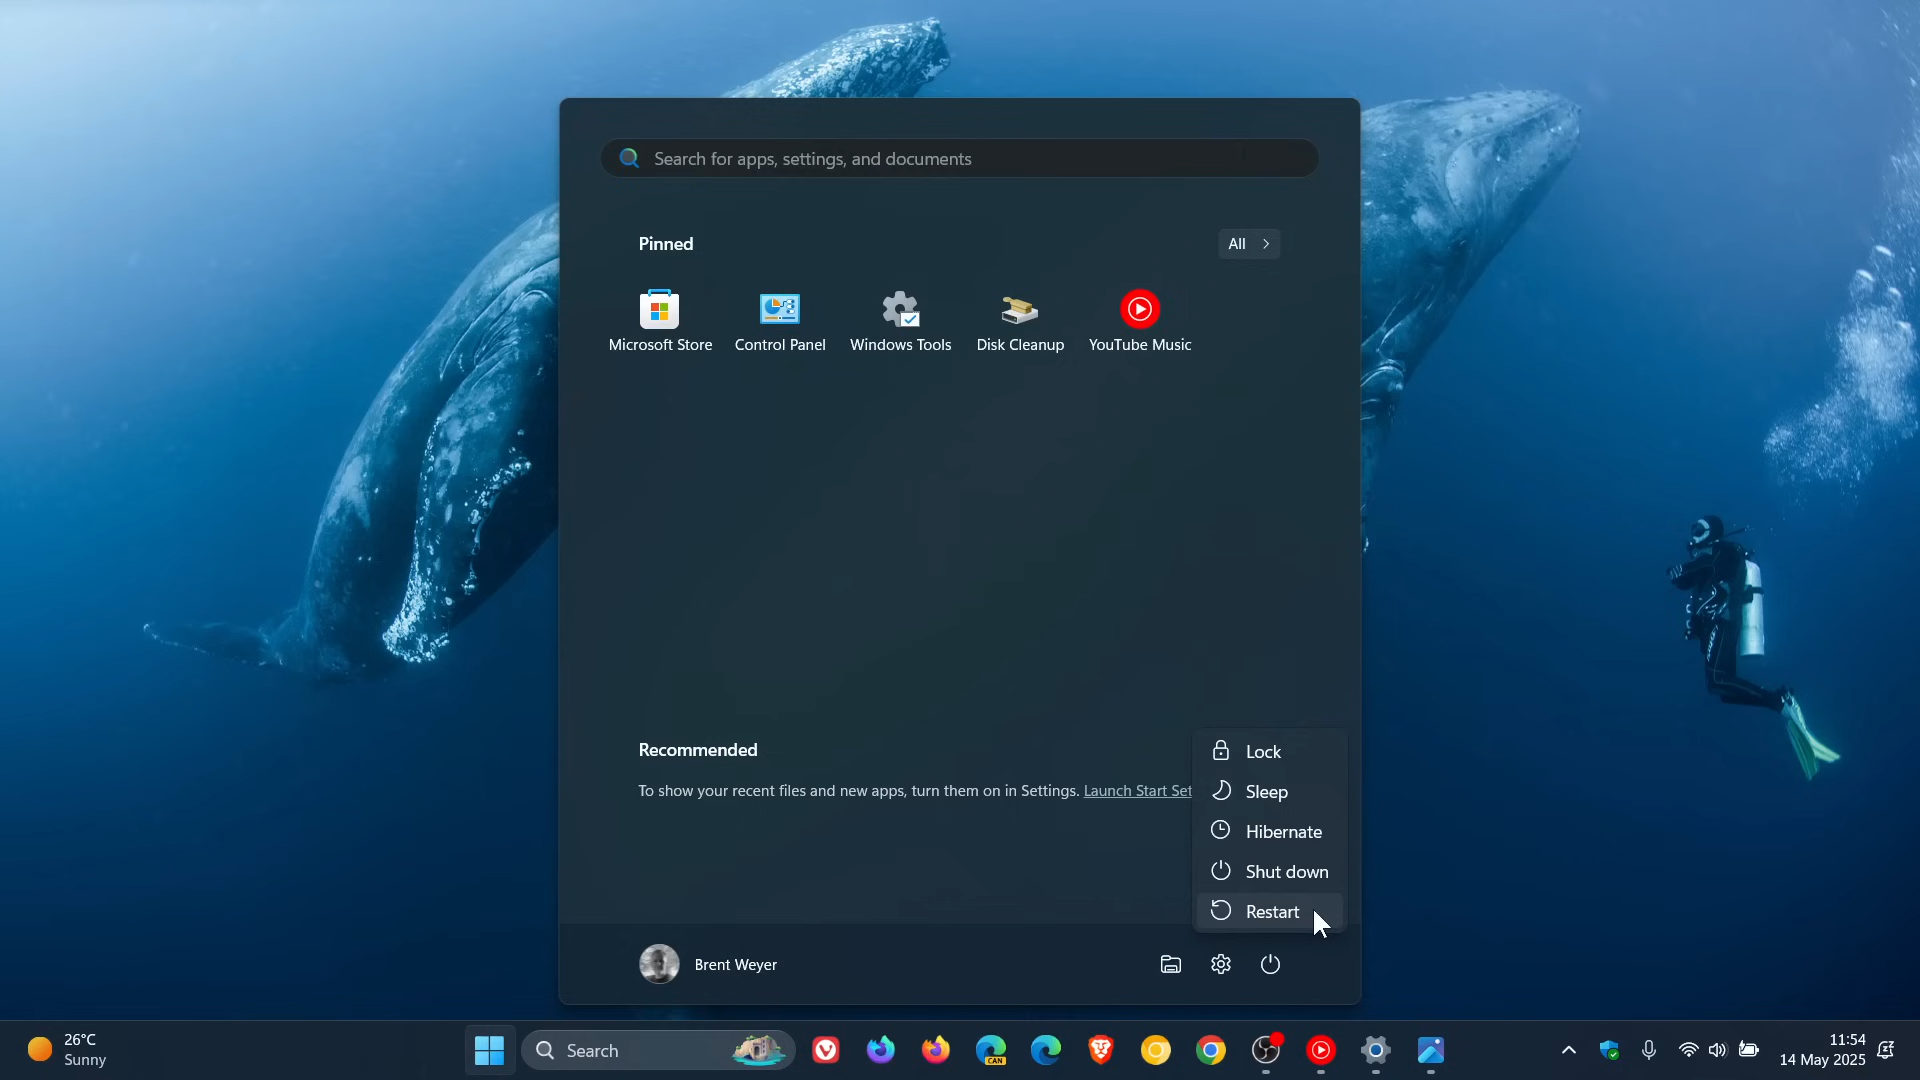 Search for apps, settings, and documents
Pinned
All
Microsoft Store
Control Panel
Windows Tools
Disk Cleanup
YouTube Music
Recommended
To show your recent files and new apps, turn them on in Settings. Launch Start Set
Lock
Sleep
Hibernate
Shut down
Restart
Brent Weyer
26°C
Sunny
Search
CAN
11:54
14 May 2025